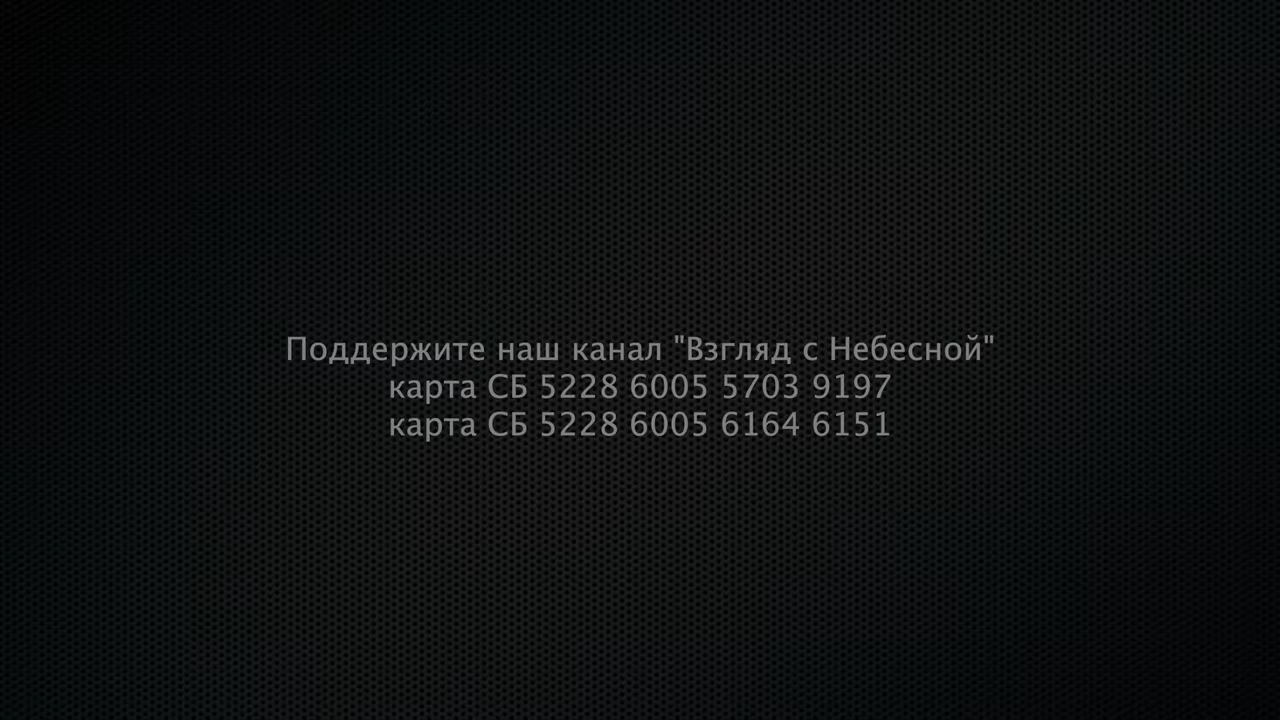 Поддержите наш канал "Взгляд с Небесной"
карта СБ 5228 6005 5703 9197
карта СБ 5228 6005 6164 6151